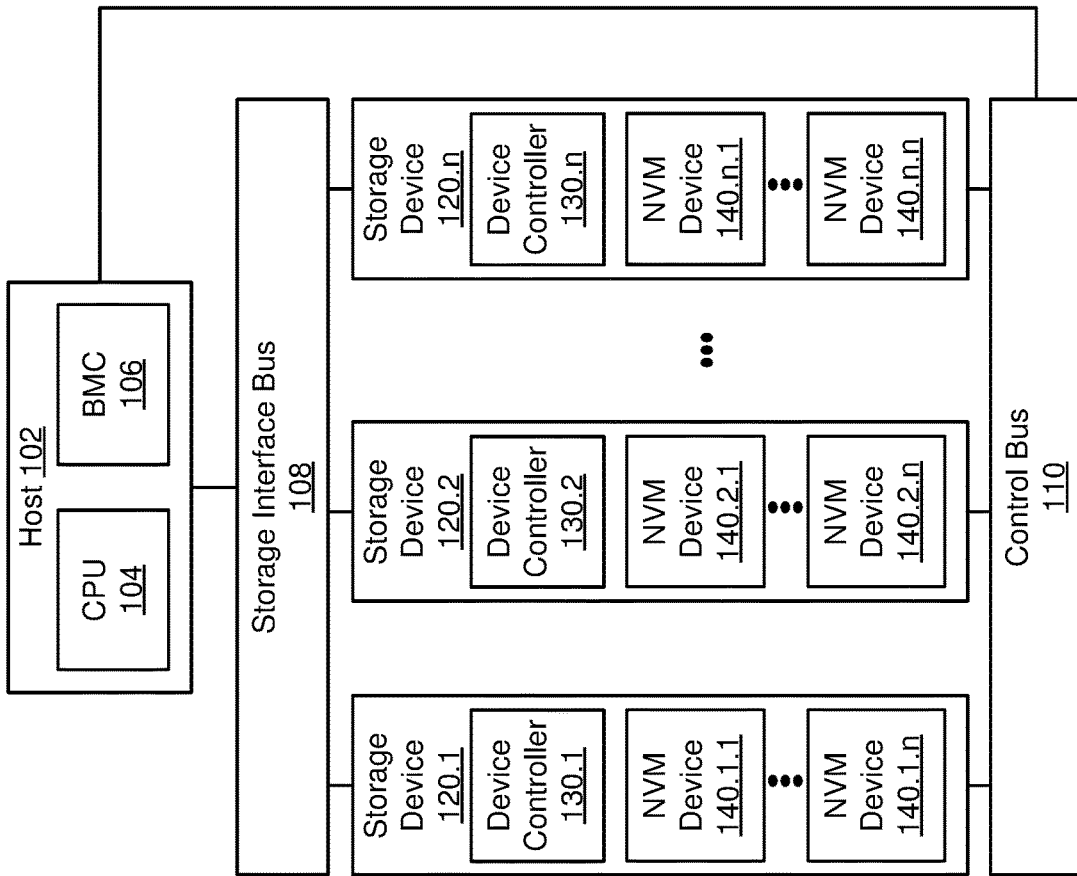 Host 102
CPU
104
BMC
106
Storage Interface Bus
108
Storage
Device
120.1
Device
Controller
130.1
NVM
Device
140.1.1
•••
NVM
Device
140.1.n
Storage
Device
120.2
Device
Controller
130.2
NVM
Device
140.2.1
•••
NVM
Device
140.2.n
•••
Storage
Device
120.n
Device
Controller
130.n
NVM
Device
140.n.1
•••
NVM
Device
140.n.n
Control Bus
110